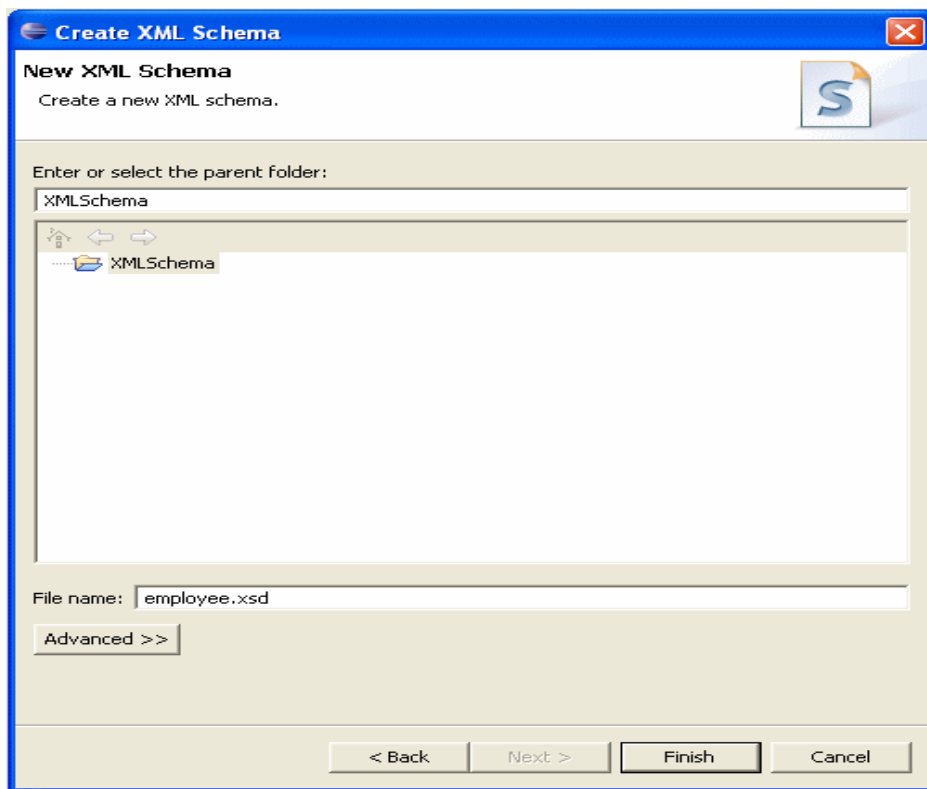 Create XML Schema
New XML Schema
Create a new XML schema.
S
Enter or select the parent folder:
XMLSchema
XMLSchema
File name: employee.xsd
Advanced >>
< Back Next > Finish Cancel